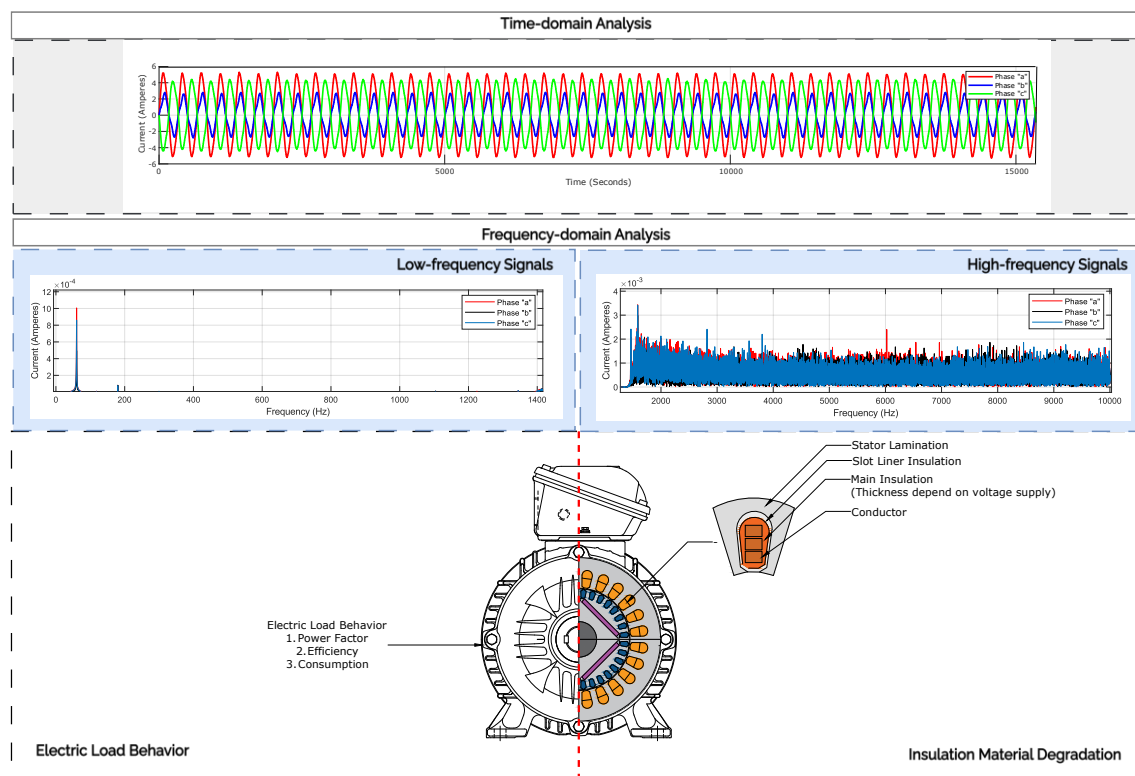 Time-domain Analysis
6
4
2
0
-2
-4
-6
Current (Amperes)
Phase "a"
Phase "b"
Phase "c"
0
5000
10000
15000
Time (Seconds)
Frequency-domain Analysis
Low-frequency Signals
×10⁻⁴
12
10
8
6
4
2
Current (Amperes)
Phase "a"
Phase "b"
Phase "c"
0 200 400 600 800 1000 1200 1400
Frequency (Hz)
High-frequency Signals
×10⁻³
4
3
2
1
0
Current (Amperes)
Phase "a"
Phase "b"
Phase "c"
2000 3000 4000 5000 6000 7000 8000 9000 10000
Frequency (Hz)
Stator Lamination
Slot Liner Insulation
Main Insulation
(Thickness depend on voltage supply)
Conductor
Electric Load Behavior
1. Power Factor
2. Efficiency
3. Consumption
Electric Load Behavior
Insulation Material Degradation